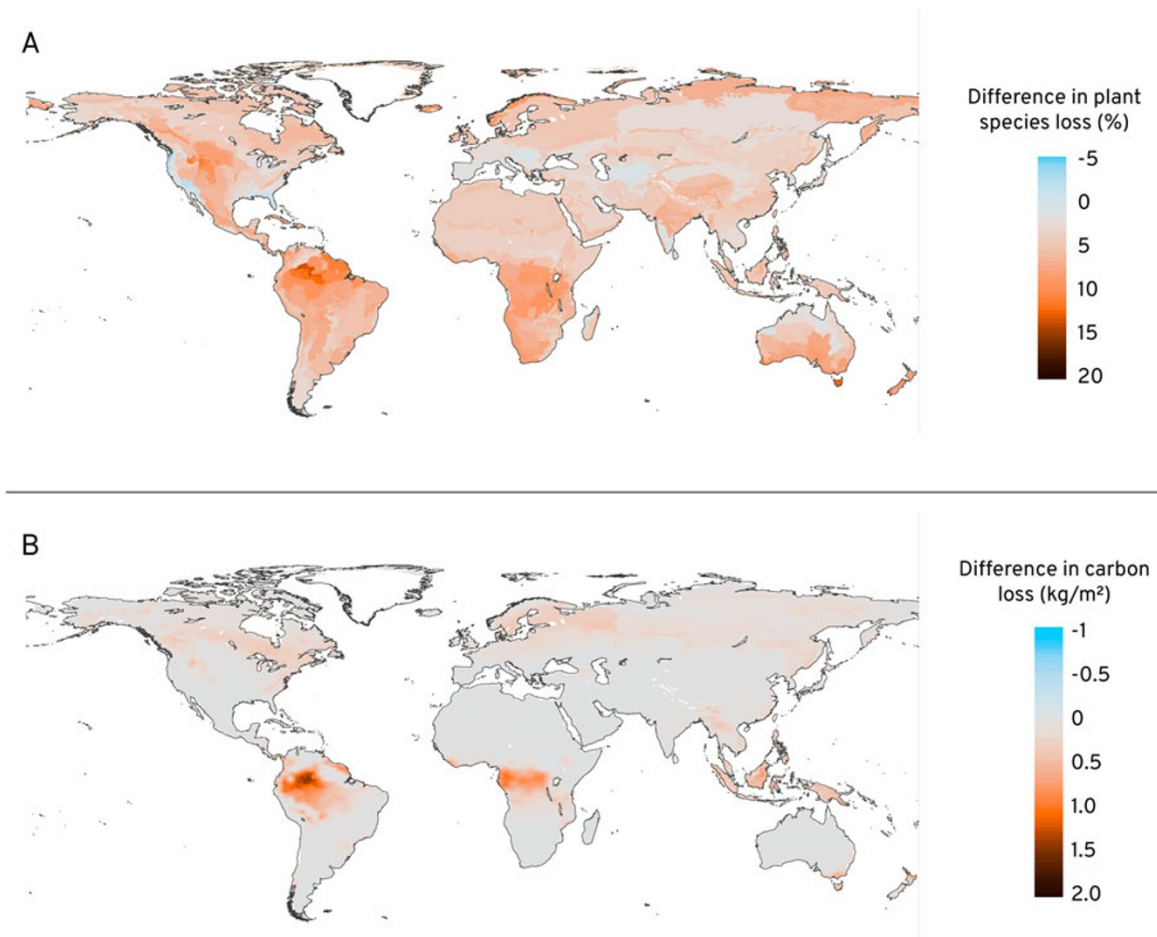 A
Difference in plant
species loss (%)
-5
0
5
10
15
20
B
Difference in carbon
loss (kg/m²)
-1
-0.5
0
0.5
1.0
1.5
2.0